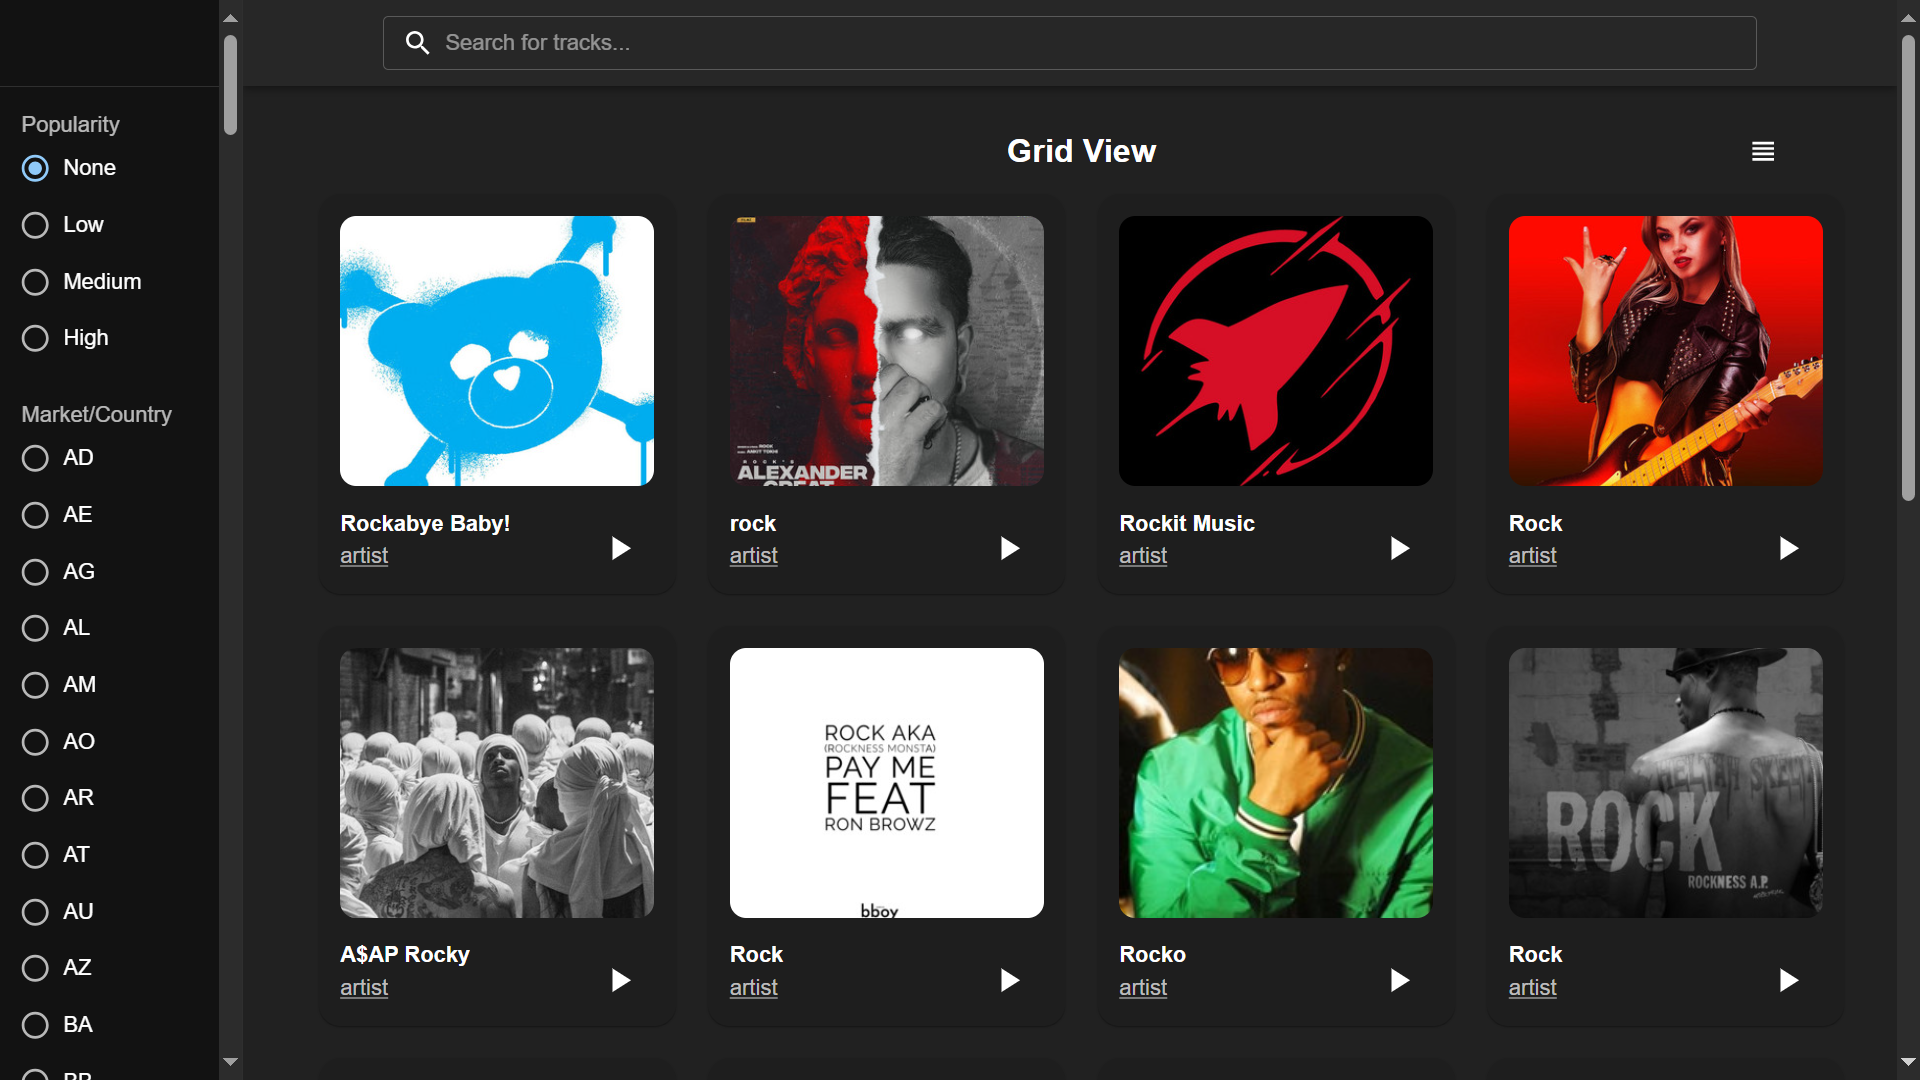 Search for tracks...
Popularity
None
Low
Medium
High
Market/Country
AD
AE
AG
AL
AM
AO
AR
AT
AU
AZ
BA
Grid View
ALEXANDER
Rockabye Baby!
artist
rock
artist
Rockit Music
artist
Rock
artist
ROCK AKA
(ROCKNESS MONSTA)
PAY ME
FEAT
RON BROWZ
bboy
ROCK
ROCKNESS A.P.
A$AP Rocky
artist
Rock
artist
Rocko
artist
Rock
artist